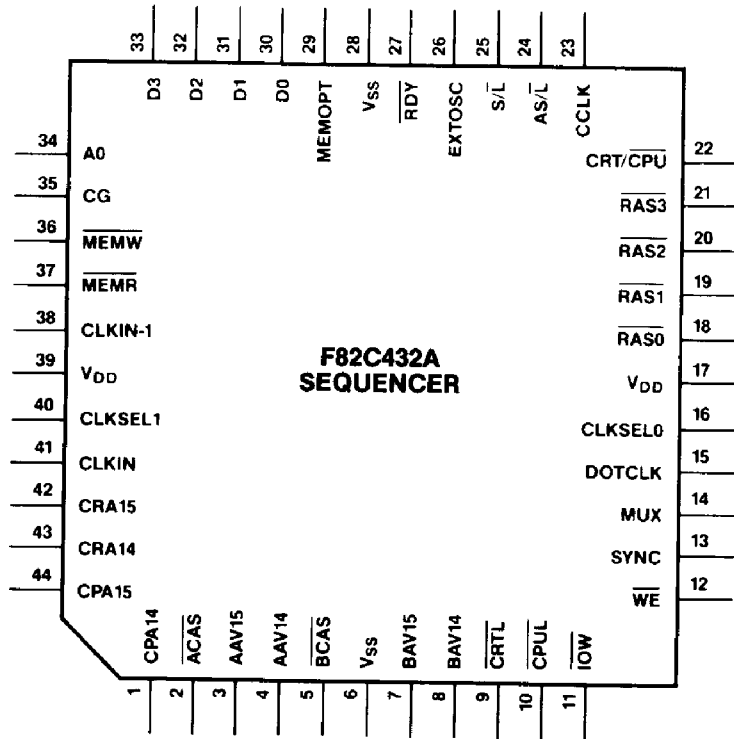 33 32 31 30 29 28 27 26 25 24 23
D3 D2 D1 D0 MEMOPT VSS RDY EXTOSC S/L AS/L CCLK
34 A0
35 CG
36 MEMW
37 MEMR
38 CLKIN-1
39 VDD
40 CLKSEL1
41 CLKIN
42 CRA15
43 CRA14
44 CPA15
F82C432A
SEQUENCER
CRT/CPU 22
RAS3 21
RAS2 20
RAS1 19
RAS0 18
VDD 17
CLKSEL0 16
DOTCLK 15
MUX 14
SYNC 13
WE 12
CPA14 ACAS AAV15 AAV14 BCAS VSS BAV15 BAV14 CRTL CPUL IOW
1 2 3 4 5 6 7 8 9 10 11